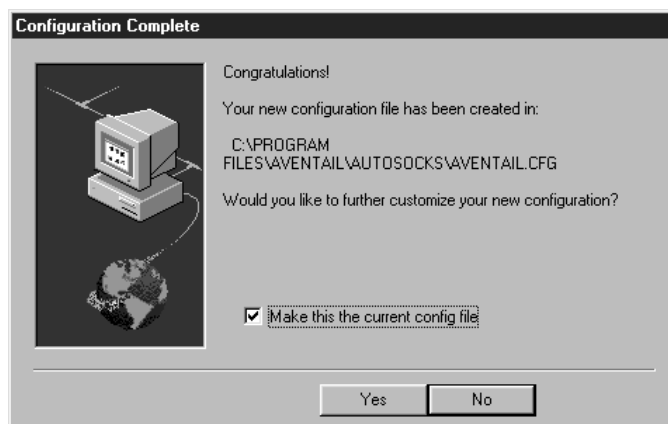 Configuration Complete
Congratulations!
Your new configuration file has been created in:
C:\PROGRAM
FILES\AVENTAIL\AUTOSOCKS\AVENTAIL.CFG
Would you like to further customize your new configuration?
Make this the current config file
Yes
No